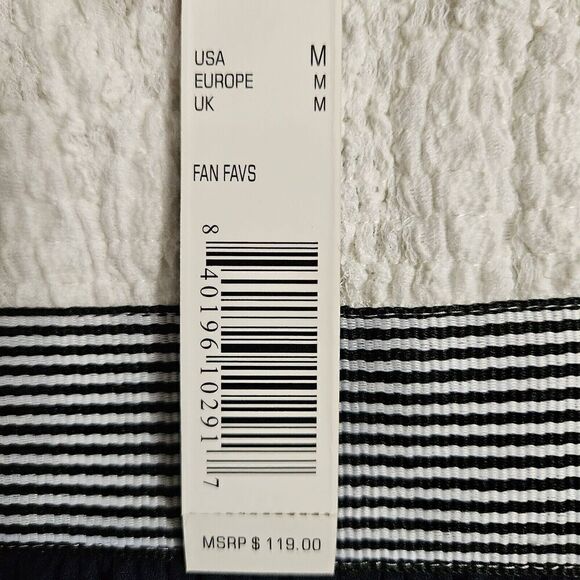 USA M
EUROPE M
UK M
FAN FAVS
8 40196 10291 7
MSRP $ 119.00